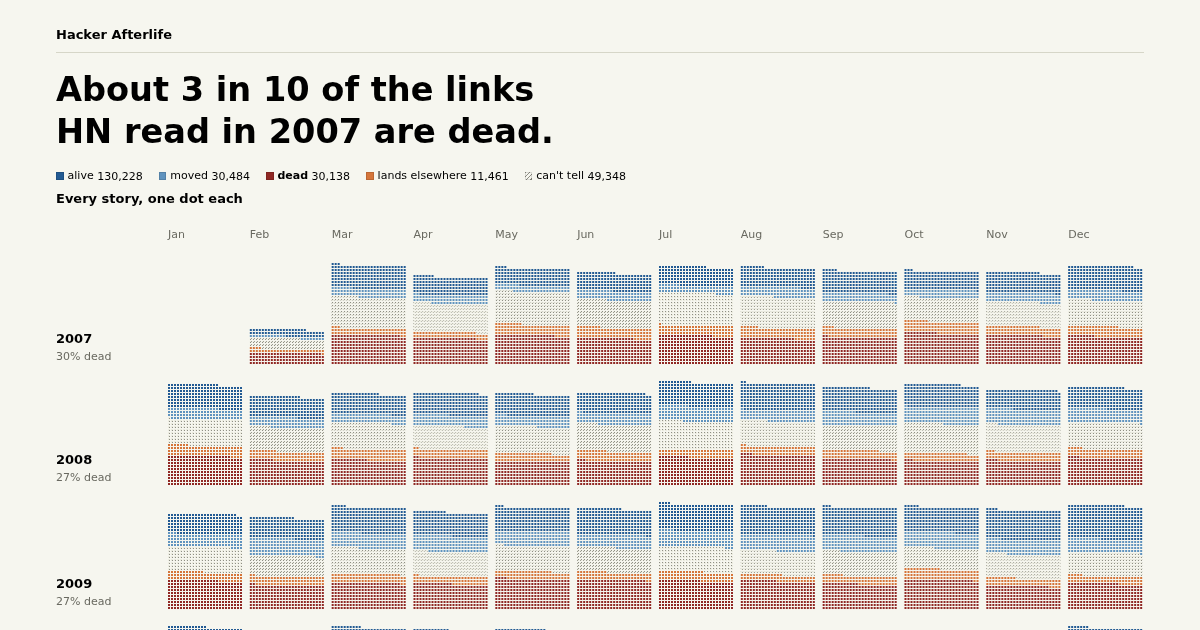 Hacker Afterlife
About 3 in 10 of the links
HN read in 2007 are dead.
alive 130,228 moved 30,484 dead 30,138 lands elsewhere 11,461 can't tell 49,348
Every story, one dot each
Jan Feb Mar Apr May Jun Jul Aug Sep Oct Nov Dec
2007
30% dead
2008
27% dead
2009
27% dead